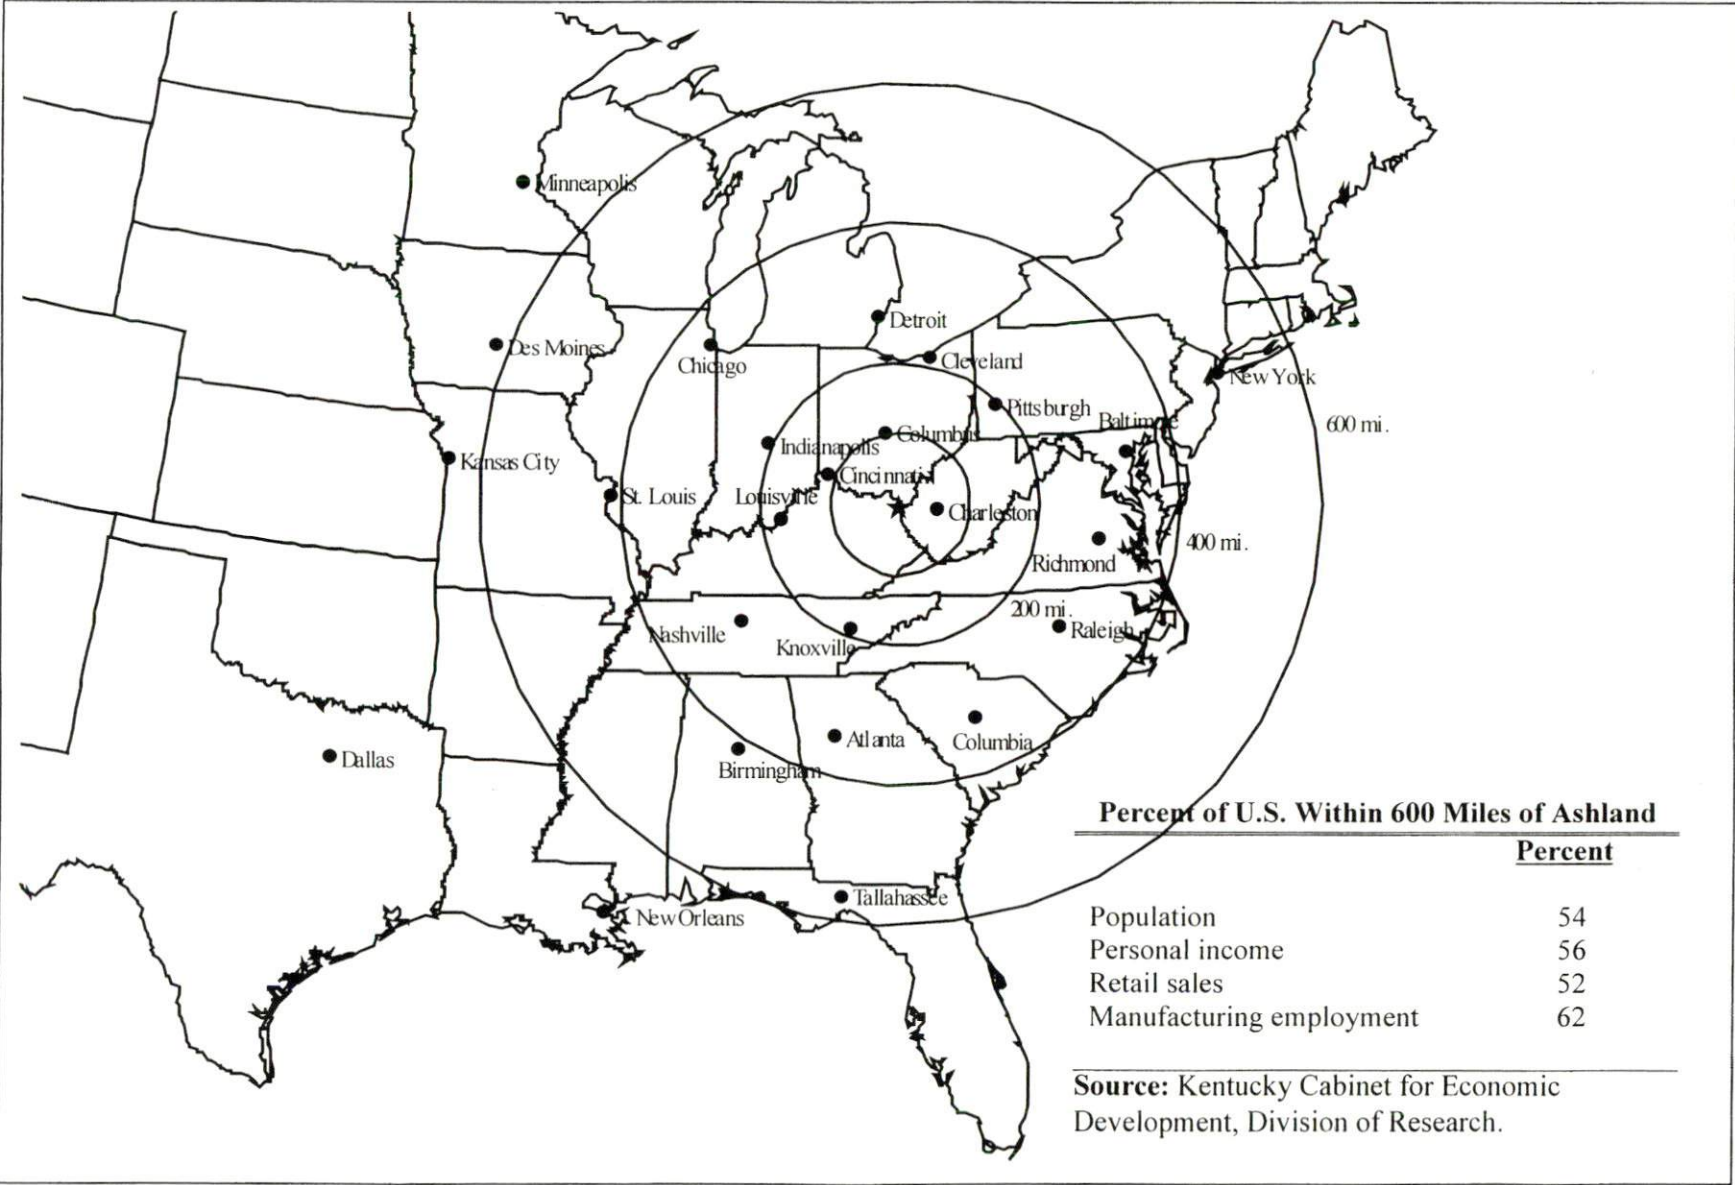 Minneapolis
Detroit
Des Moines
Chicago
Cleveland
New York
Pittsburgh
Baltimore
600 mi.
Columbus
Indianapolis
Kansas City
Cincinnati
St. Louis
Louisville
Charleston
400 mi.
Richmond
200 mi.
Nashville
Raleigh
Knoxville
Atlanta
Columbia
Dallas
Birmingham
Percent of U.S. Within 600 Miles of Ashland
Percent
Tallahassee
New Orleans
Population 54
Personal income 56
Retail sales 52
Manufacturing employment 62
Source: Kentucky Cabinet for Economic
Development, Division of Research.